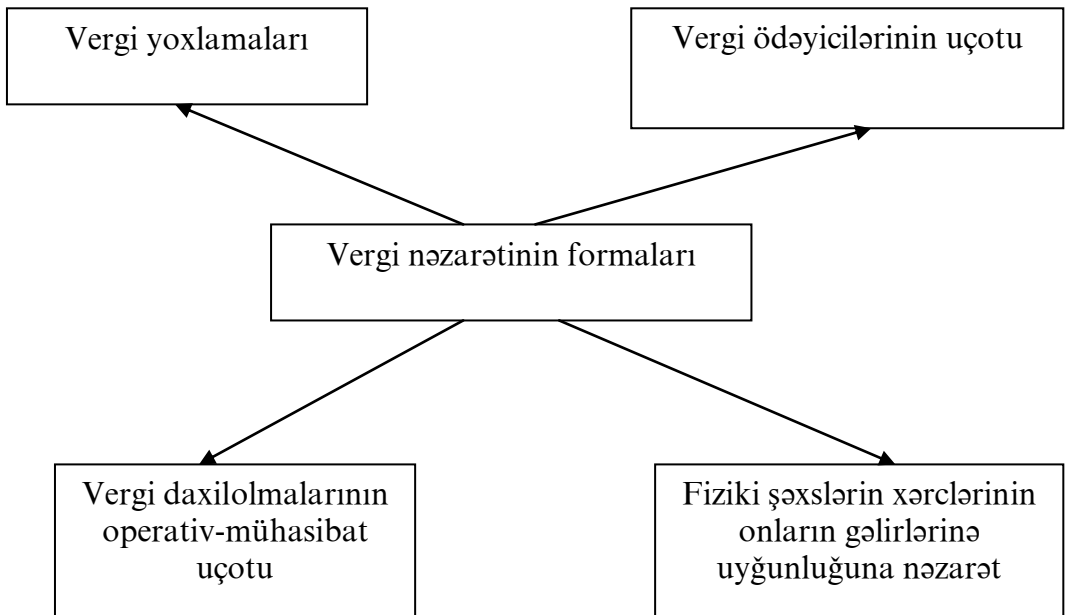 Vergi yoxlamaları
Vergi ödəyicilərinin uçotu
Vergi nəzarətinin formaları
Vergi daxilolmalarının
operativ-mühasibat
uçotu
Fiziki şəxslərin xərclərinin
onların gəlirlərinə
uyğunluğuna nəzarət